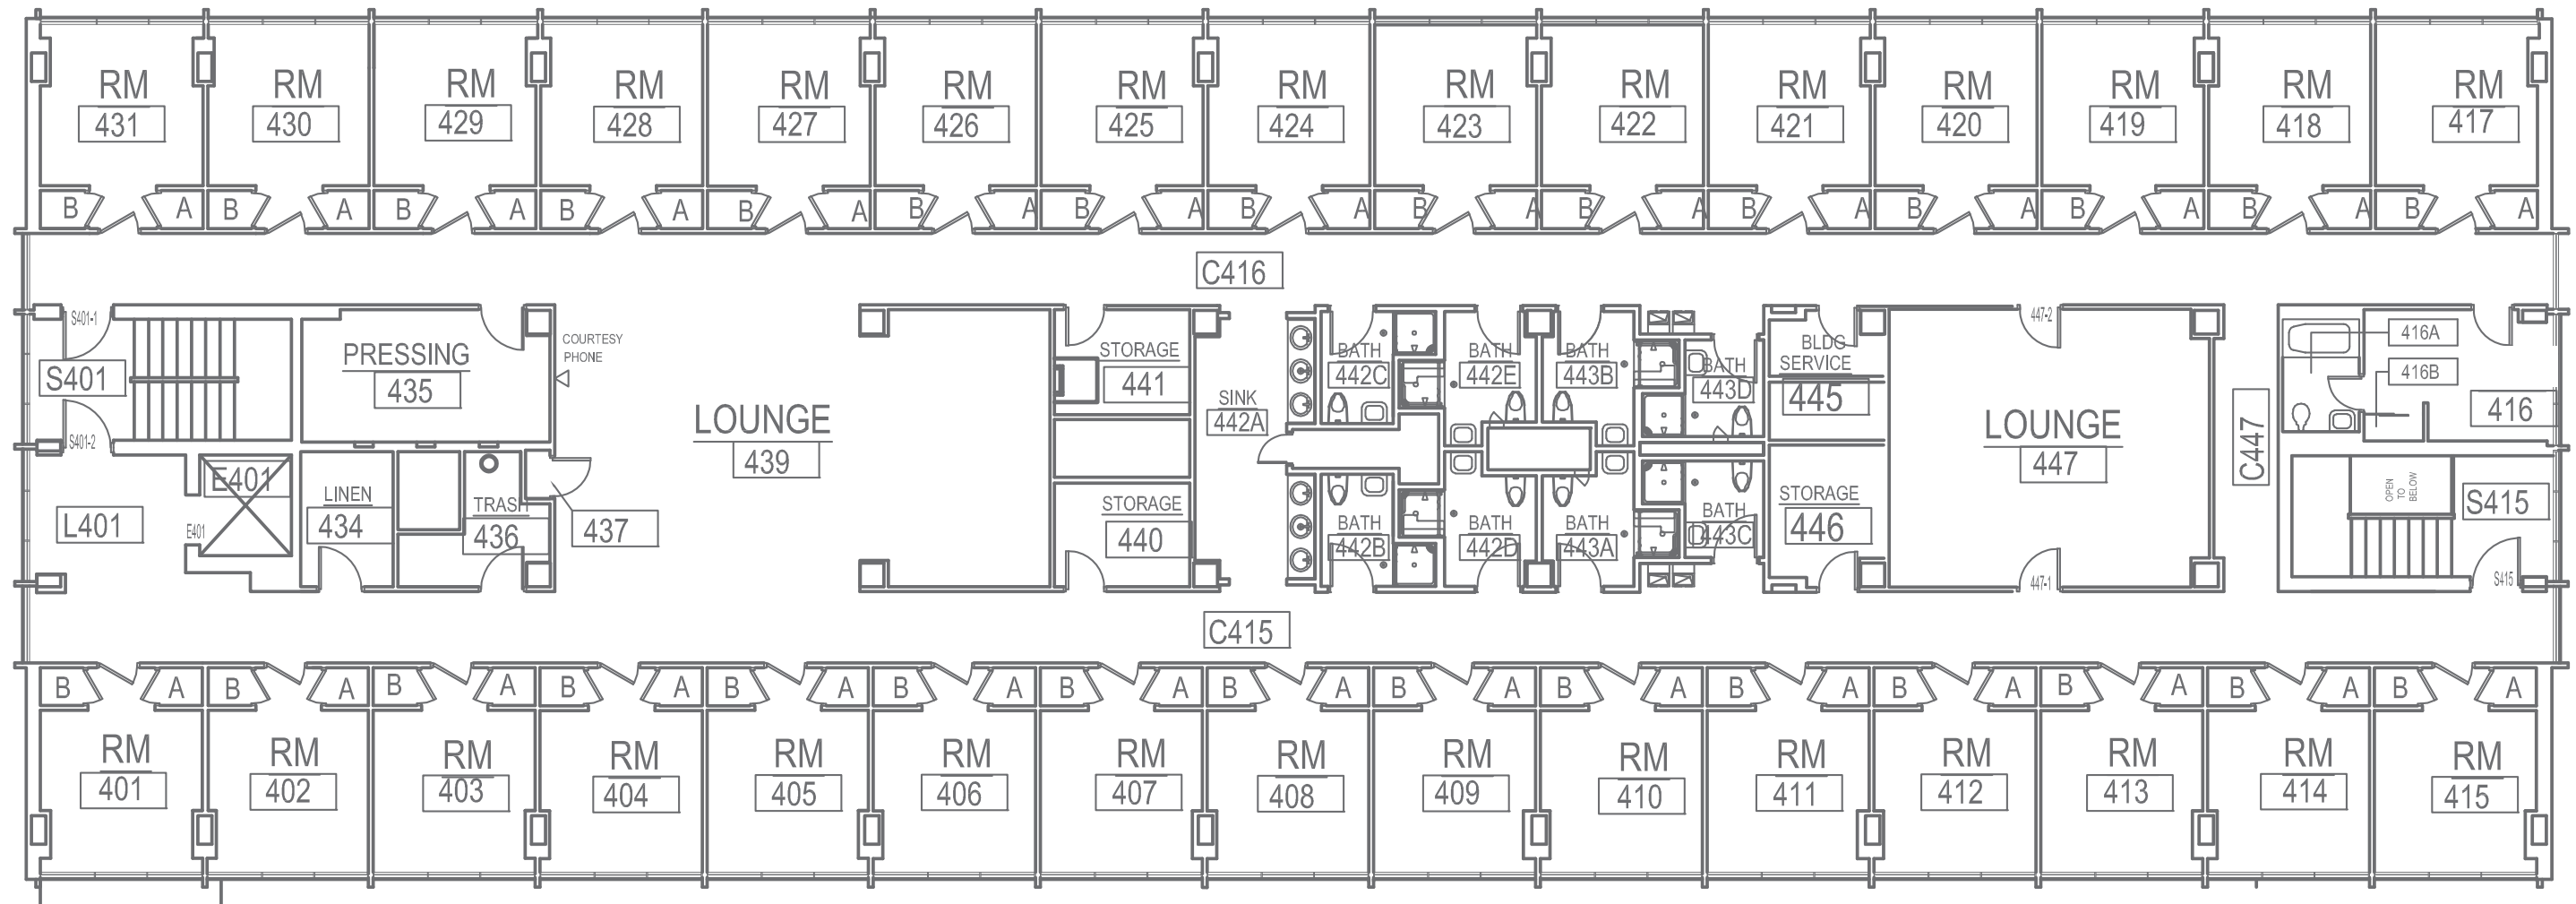 RM RM RM RM RM RM RM RM RM RM RM RM RM RM RM
431 430 429 428 427 426 425 424 423 422 421 420 419 418 417
B A B A B A B A B A B A B A B A B A B A B A B A B A B A B A
C416
S401-1
S401
S401-2
PRESSING
435
COURTESY
PHONE
LOUNGE
439
STORAGE
441
SINK
442A
BATH
442C
BATH
442E
BATH
443B
BATH
443D
BLDG
SERVICE
445
447-2
LOUNGE
447
447-1
C447
416A
416B
416
L401
E401
E401
LINEN
434
TRASH
436
437
STORAGE
440
BATH
442B
BATH
442D
BATH
443A
BATH
443C
STORAGE
446
OPEN
TO
BELOW
S415
S415
C415
B A B A B A B A B A B A B A B A B A B A B A B A B A B A B A
RM RM RM RM RM RM RM RM RM RM RM RM RM RM RM
401 402 403 404 405 406 407 408 409 410 411 412 413 414 415